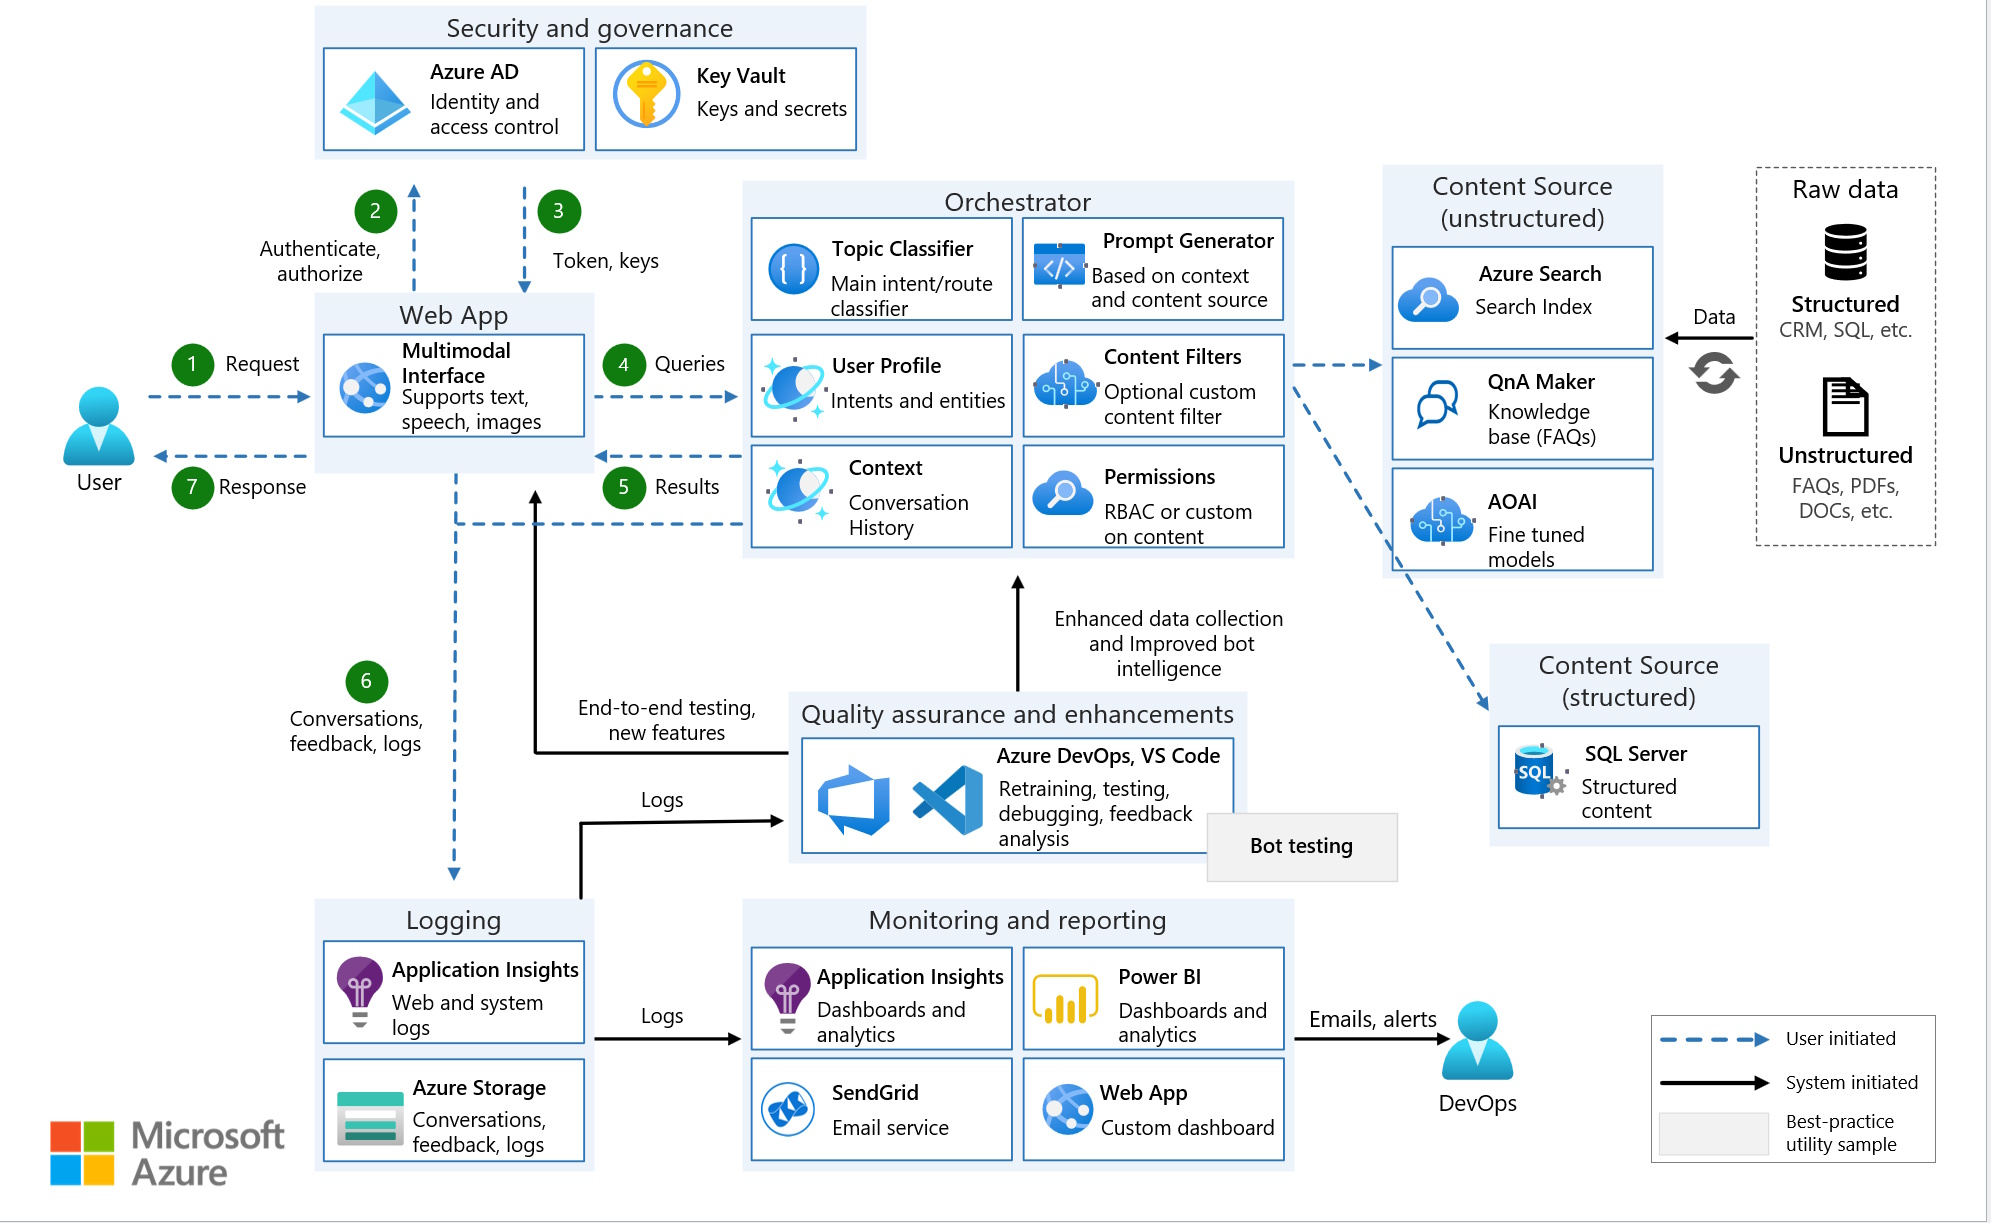 Security and governance
Azure AD
Identity and
access control
Key Vault
Keys and secrets
2
Authenticate,
authorize
3
Token, keys
Web App
Multimodal
Interface
Supports text,
speech, images
1
Request
User
7
Response
4
Queries
5
Results
Orchestrator
Topic Classifier
Main intent/route
classifier
Prompt Generator
Based on context
and content source
User Profile
Intents and entities
Content Filters
Optional custom
content filter
Context
Conversation
History
Permissions
RBAC or custom
on content
Content Source
(unstructured)
Azure Search
Search Index
QnA Maker
Knowledge
base (FAQs)
AOAI
Fine tuned
models
Data
Raw data
Structured
CRM, SQL, etc.
Unstructured
FAQs, PDFs,
DOCs, etc.
Content Source
(structured)
SQL
SQL Server
Structured
content
6
Conversations,
feedback, logs
End-to-end testing,
new features
Enhanced data collection
and Improved bot
intelligence
Quality assurance and enhancements
Azure DevOps, VS Code
Retraining, testing,
debugging, feedback
analysis
Bot testing
Logs
Logging
Application Insights
Web and system
logs
Azure Storage
Conversations,
feedback, logs
Logs
Monitoring and reporting
Application Insights
Dashboards and
analytics
Power BI
Dashboards and
analytics
SendGrid
Email service
Web App
Custom dashboard
Emails, alerts
DevOps
User initiated
System initiated
Best-practice
utility sample
Microsoft
Azure